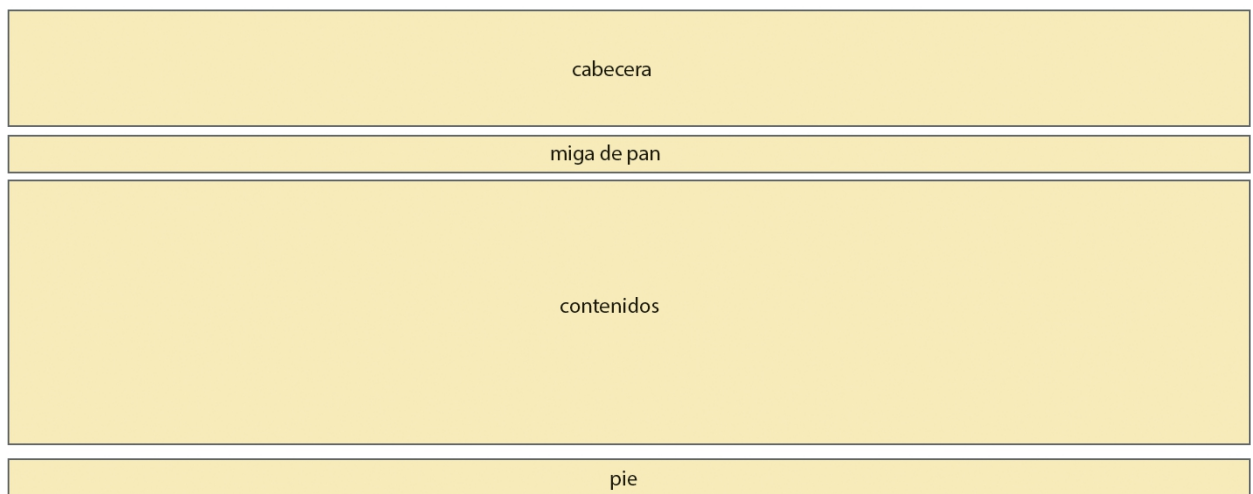 cabecera
miga de pan
contenidos
pie